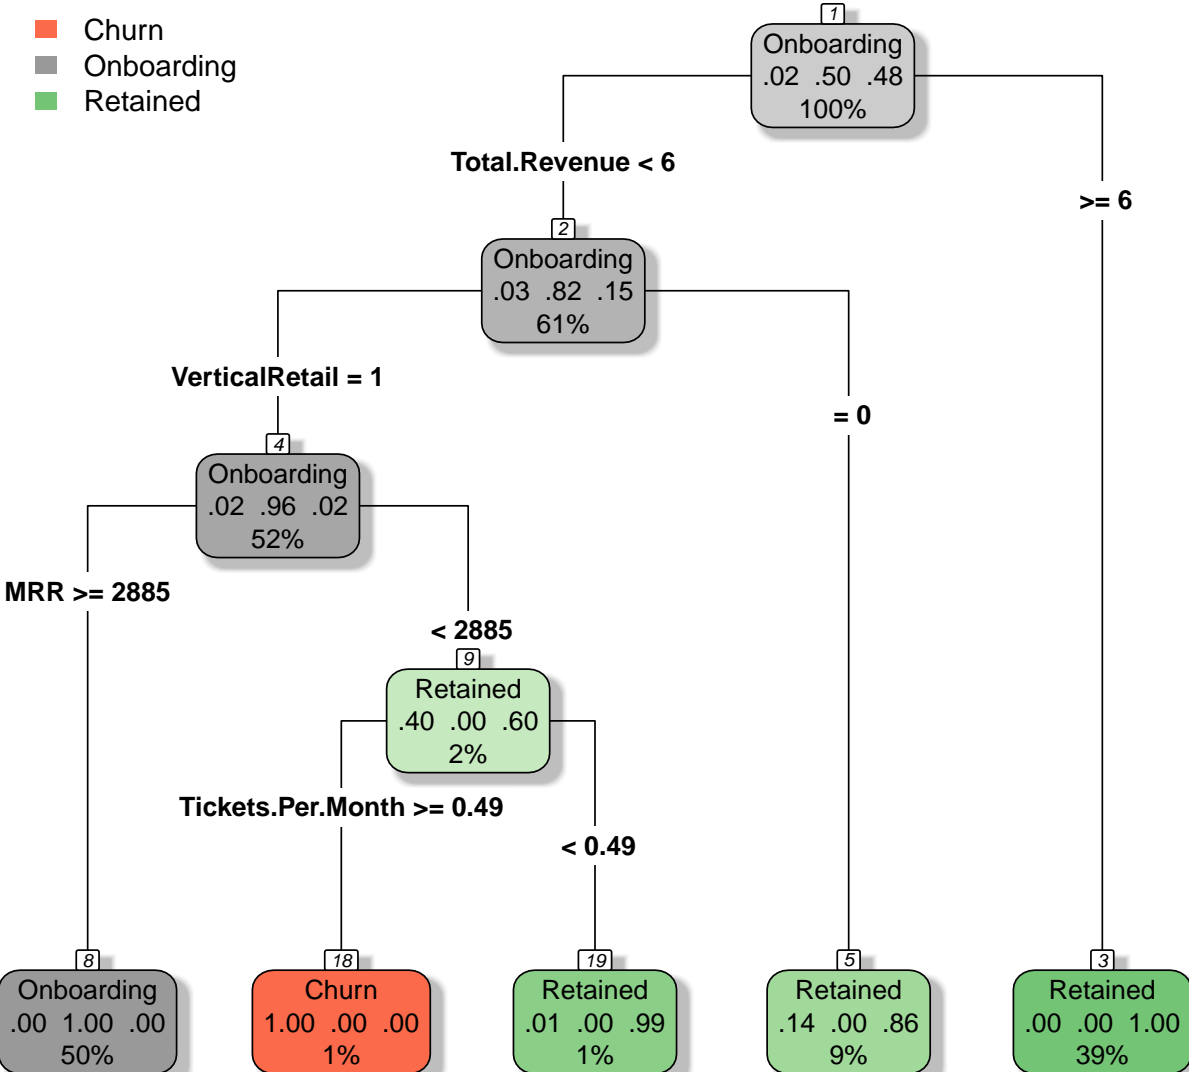 Churn
Onboarding
Retained
1
Onboarding
.02 .50 .48
100%
Total.Revenue < 6
>= 6
2
Onboarding
.03 .82 .15
61%
VerticalRetail = 1
= 0
4
Onboarding
.02 .96 .02
52%
MRR >= 2885
< 2885
9
Retained
.40 .00 .60
2%
Tickets.Per.Month >= 0.49
< 0.49
8
Onboarding
.00 1.00 .00
50%
18
Churn
1.00 .00 .00
1%
19
Retained
.01 .00 .99
1%
5
Retained
.14 .00 .86
9%
3
Retained
.00 .00 1.00
39%